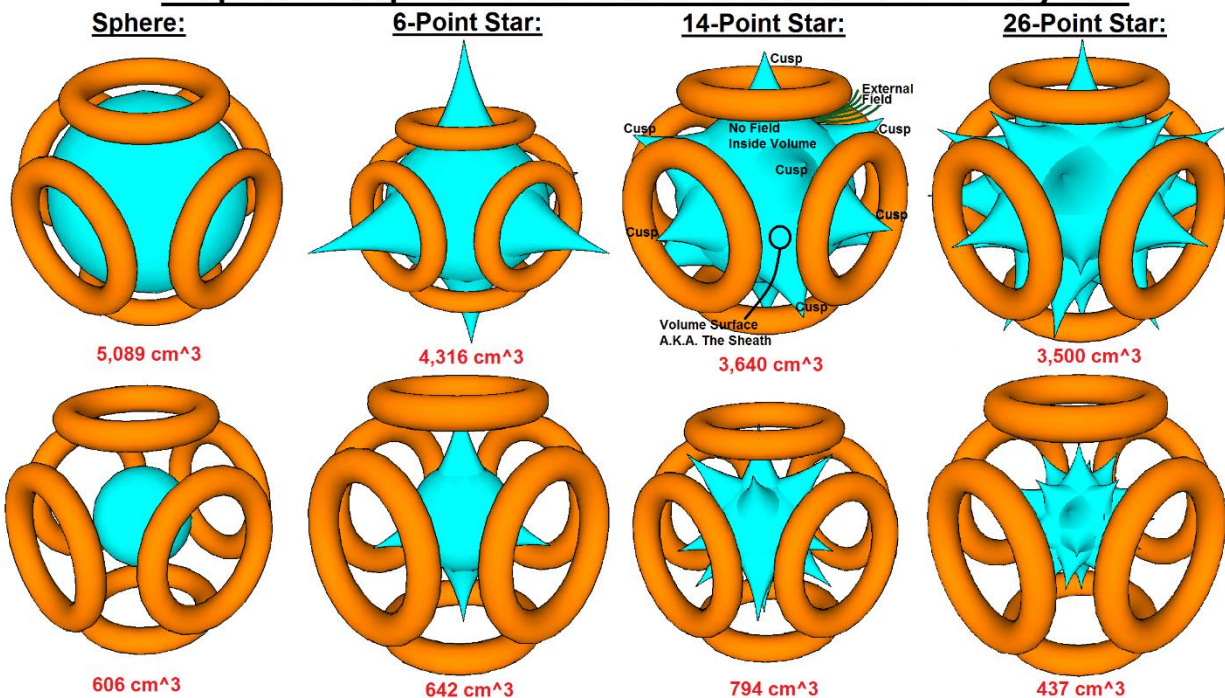 Sphere:
6-Point Star:
14-Point Star:
26-Point Star:
Cusp
External
Field
Cusp
No Field
Inside Volume
Cusp
Cusp
Cusp
Cusp
Cusp
Volume Surface
A.K.A. The Sheath
5,089 cm^3
4,316 cm^3
3,640 cm^3
3,500 cm^3
606 cm^3
642 cm^3
794 cm^3
437 cm^3